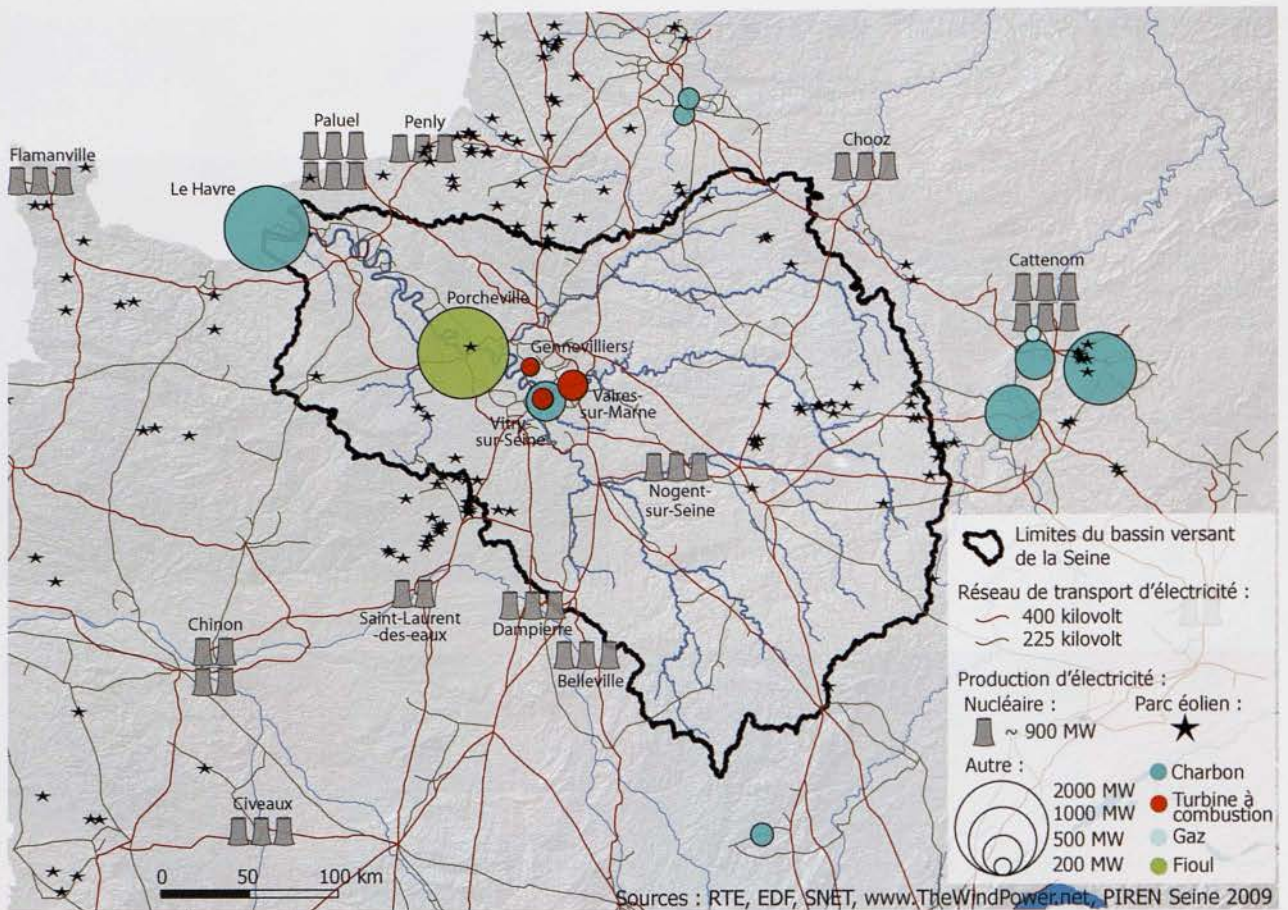 Flamanville
Paluel
Penly
Chooz
Le Havre
Cattenom
Porcheville
Gennevilliers
Vaires-
sur-Marne
Vitry-
sur-Seine
Nogent-
sur-Seine
Saint-Laurent
-des-eaux
Dampierre
Belleville
Chinon
Civeaux
0 50 100 km
Limites du bassin versant
de la Seine
Réseau de transport d'électricité :
400 kilovolt
225 kilovolt
Production d'électricité :
Nucléaire :
~ 900 MW
Parc éolien :
Autre :
2000 MW
1000 MW
500 MW
200 MW
Charbon
Turbine à
combustion
Gaz
Fioul
Sources : RTE, EDF, SNET, www.TheWindPower.net, PIREN Seine 2009